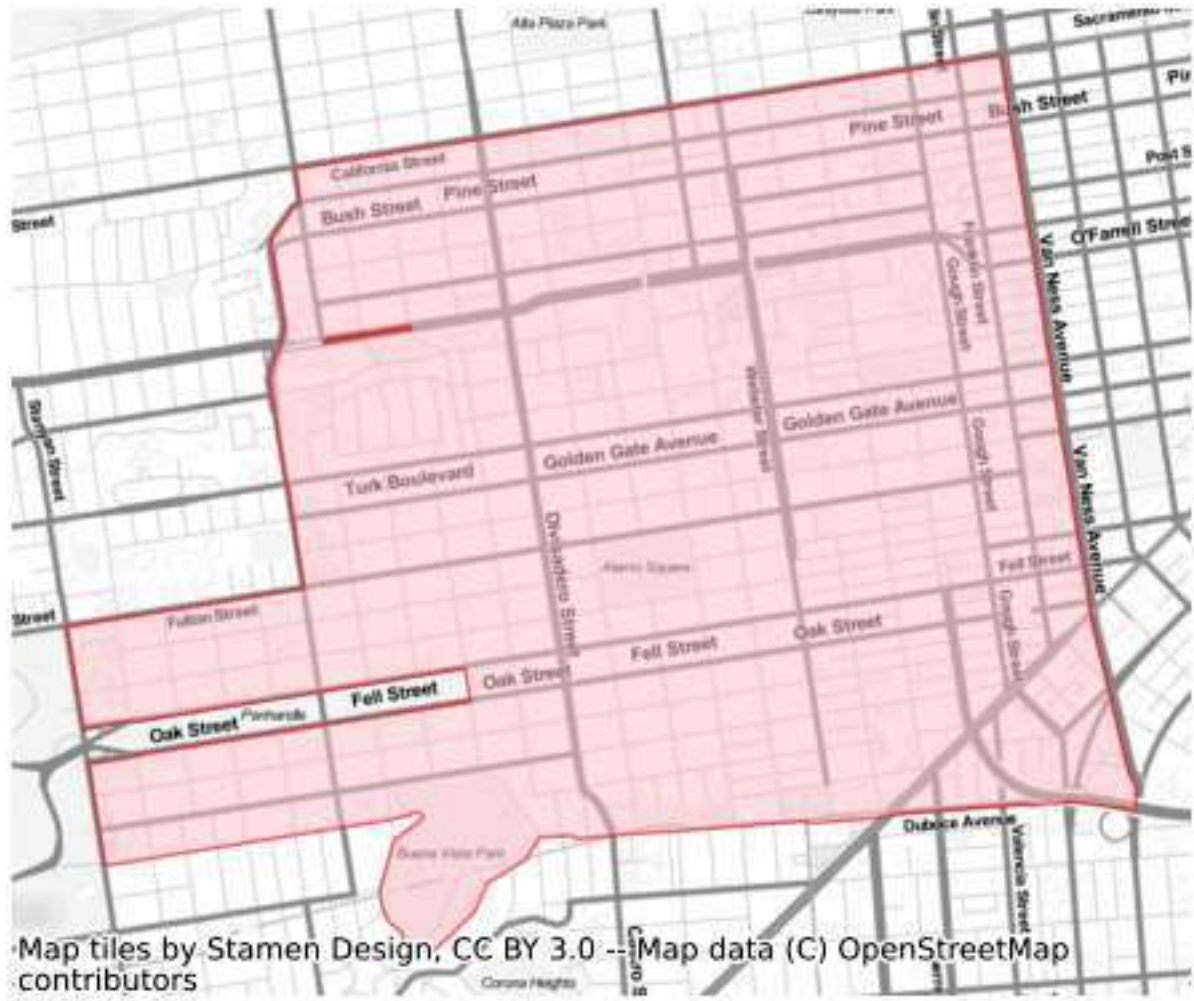 Alta Plaza Park
Street
Pine Street
Bush Street
California Street
Pine Street
Bush Street
Post S
Street
O'Farrell Stree
Franklin Street
Gough Street
Van Ness Avenue
Webster Street
Golden Gate Avenue
Golden Gate Avenue
Stanyan Street
Turk Boulevard
Gough Street
Van Ness Avenue
Divisadero Street
Alamo Square
Fell Street
Street
Fulton Street
Gough Street
Oak Street
Fell Street
Oak Street
Fell Street
Panhandle
Oak Street
Duboce Avenue
Valencia Street
Buena Vista Park
Map tiles by Stamen Design, CC BY 3.0 -- Map data (C) OpenStreetMap
contributors
Corona Heights